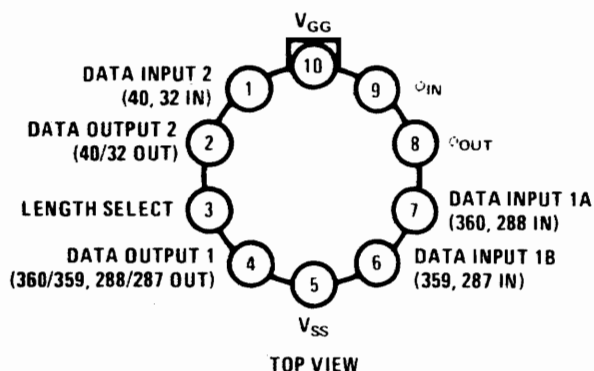 V_GG
10
DATA INPUT 2
(40, 32 IN)
1
9
ϕIN
DATA OUTPUT 2
(40/32 OUT)
2
8
ϕOUT
LENGTH SELECT
3
7
DATA INPUT 1A
(360, 288 IN)
DATA OUTPUT 1
(360/359, 288/287 OUT)
4
6
DATA INPUT 1B
(359, 287 IN)
5
V_SS
TOP VIEW